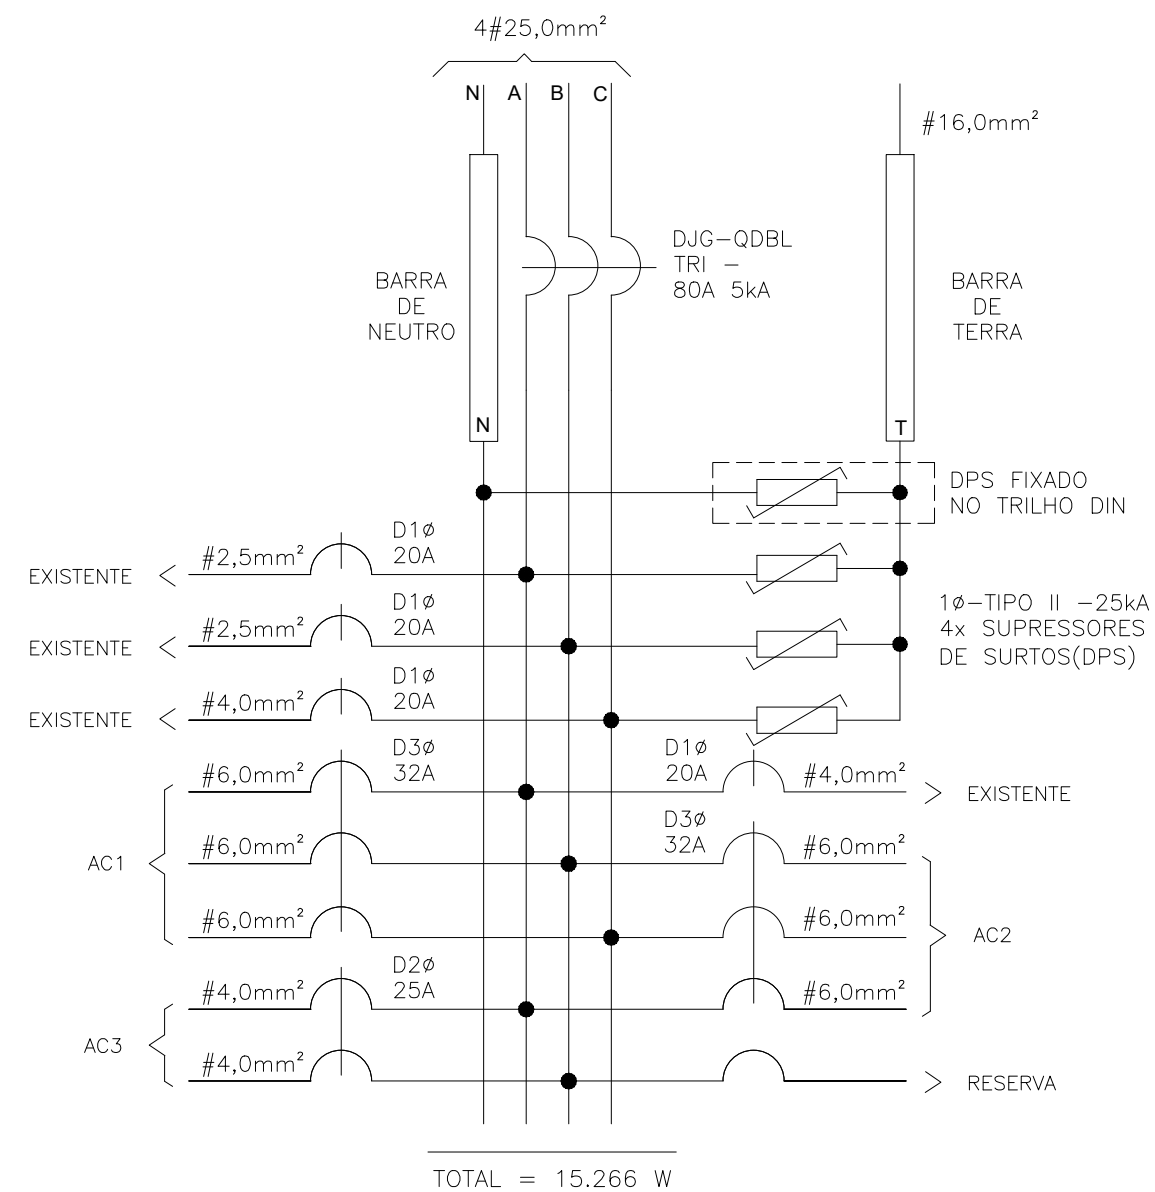 4#25,0mm²
N A B C
#16,0mm²
DJG-QDBL
TRI -
80A 5kA
BARRA
DE
NEUTRO
BARRA
DE
TERRA
N
T
DPS FIXADO
NO TRILHO DIN
D1ø
20A
#2,5mm²
EXISTENTE
D1ø
20A
#2,5mm²
EXISTENTE
1ø-TIPO II -25kA
4x SUPRESSORES
DE SURTOS(DPS)
D1ø
20A
#4,0mm²
EXISTENTE
D3ø
32A
#6,0mm²
D1ø
20A
#4,0mm²
EXISTENTE
#6,0mm²
AC1
D3ø
32A
#6,0mm²
#6,0mm²
#6,0mm²
AC2
D2ø
25A
#4,0mm²
#6,0mm²
AC3
#4,0mm²
RESERVA
TOTAL = 15.266 W